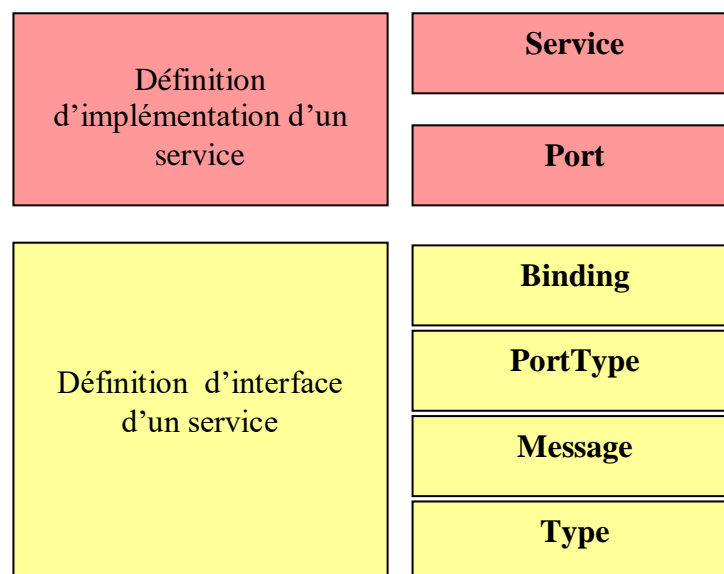 Définition
d'implémentation d'un
service
Service
Port
Définition d'interface
d'un service
Binding
PortType
Message
Type